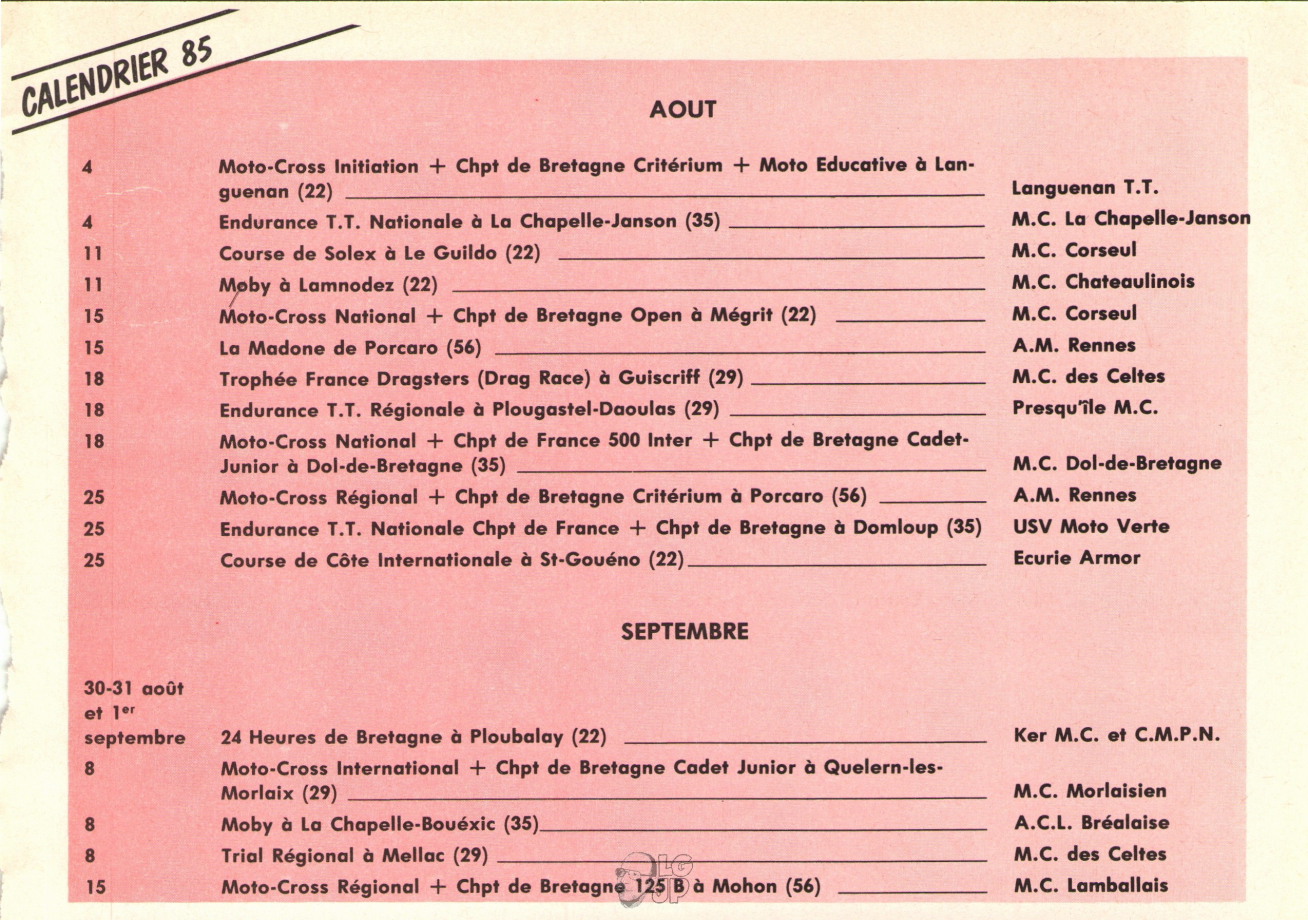 CALENDRIER 85
AOUT
4 Moto-Cross Initiation + Chpt de Bretagne Critérium + Moto Educative à Lan-
guenan (22) Languenan T.T.
4 Endurance T.T. Nationale à La Chapelle-Janson (35) M.C. La Chapelle-Janson
11 Course de Solex à Le Guildo (22) M.C. Corseul
11 Moby à Lamnodez (22) M.C. Chateaulinois
15 Moto-Cross National + Chpt de Bretagne Open à Mégrit (22) M.C. Corseul
15 La Madone de Porcaro (56) A.M. Rennes
18 Trophée France Dragsters (Drag Race) à Guiscriff (29) M.C. des Celtes
18 Endurance T.T. Régionale à Plougastel-Daoulas (29) Presqu'île M.C.
18 Moto-Cross National + Chpt de France 500 Inter + Chpt de Bretagne Cadet-
Junior à Dol-de-Bretagne (35) M.C. Dol-de-Bretagne
25 Moto-Cross Régional + Chpt de Bretagne Critérium à Porcaro (56) A.M. Rennes
25 Endurance T.T. Nationale Chpt de France + Chpt de Bretagne à Domloup (35) USV Moto Verte
25 Course de Côte Internationale à St-Gouéno (22) Ecurie Armor
SEPTEMBRE
30-31 août
et 1er
septembre 24 Heures de Bretagne à Ploubalay (22) Ker M.C. et C.M.P.N.
8 Moto-Cross International + Chpt de Bretagne Cadet Junior à Quelern-les-
Morlaix (29) M.C. Morlaisien
8 Moby à La Chapelle-Bouéxic (35) A.C.L. Bréalaise
8 Trial Régional à Mellac (29) M.C. des Celtes
15 Moto-Cross Régional + Chpt de Bretagne 125 B à Mohon (56) M.C. Lamballais
LG
JP